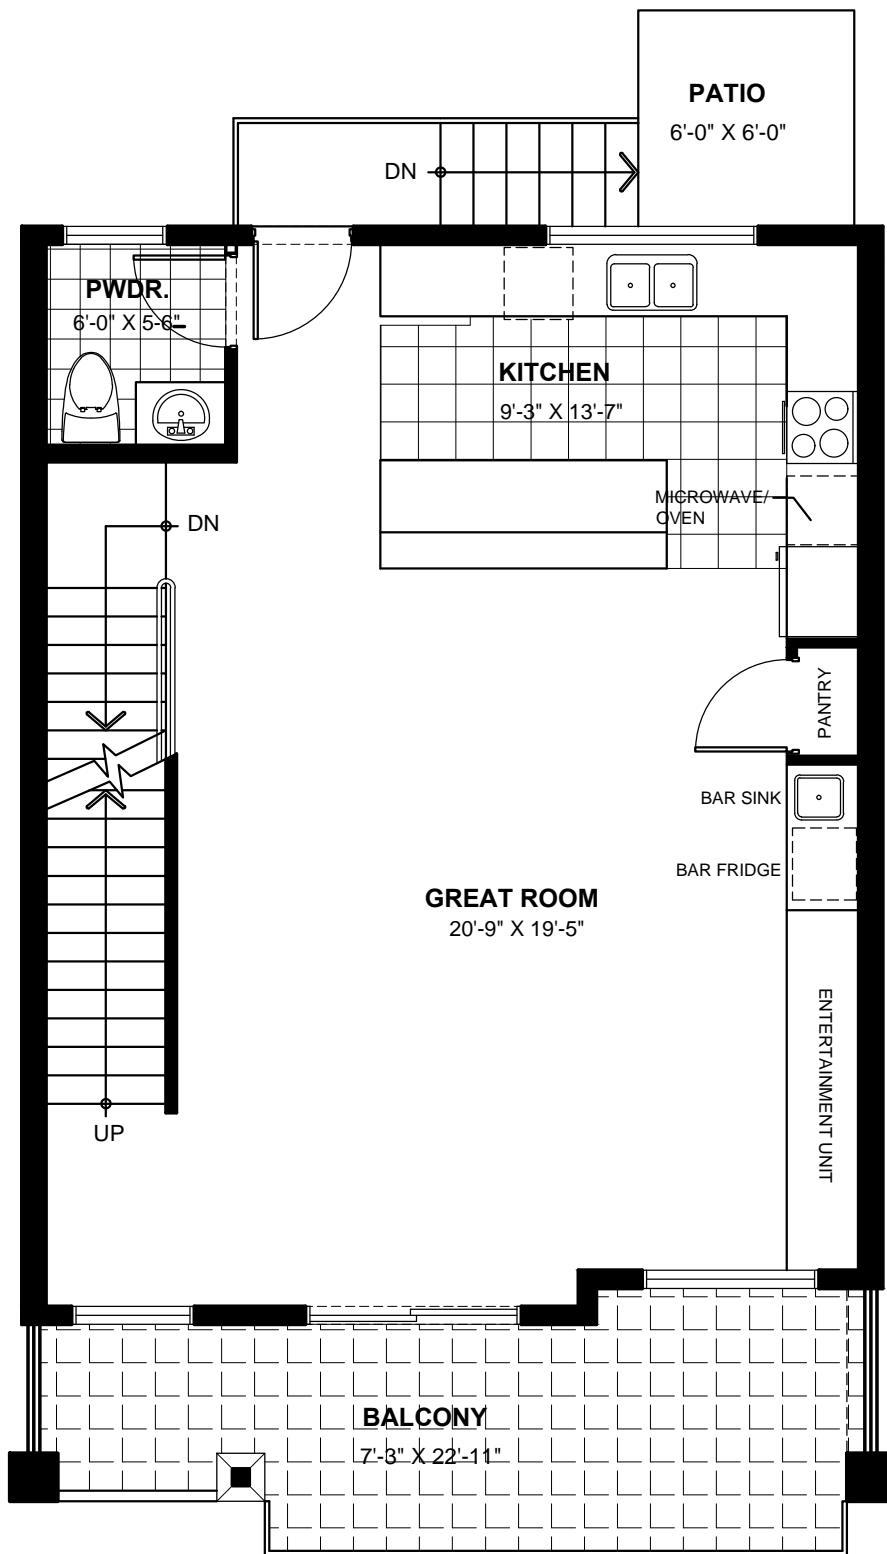 PATIO
6'-0" X 6'-0"
DN
PWDR.
6'-0" X 5-6"
KITCHEN
9'-3" X 13'-7"
MICROWAVE/
OVEN
DN
PANTRY
BAR SINK
BAR FRIDGE
GREAT ROOM
20'-9" X 19'-5"
ENTERTAINMENT UNIT
UP
BALCONY
7'-3" X 22'-11"